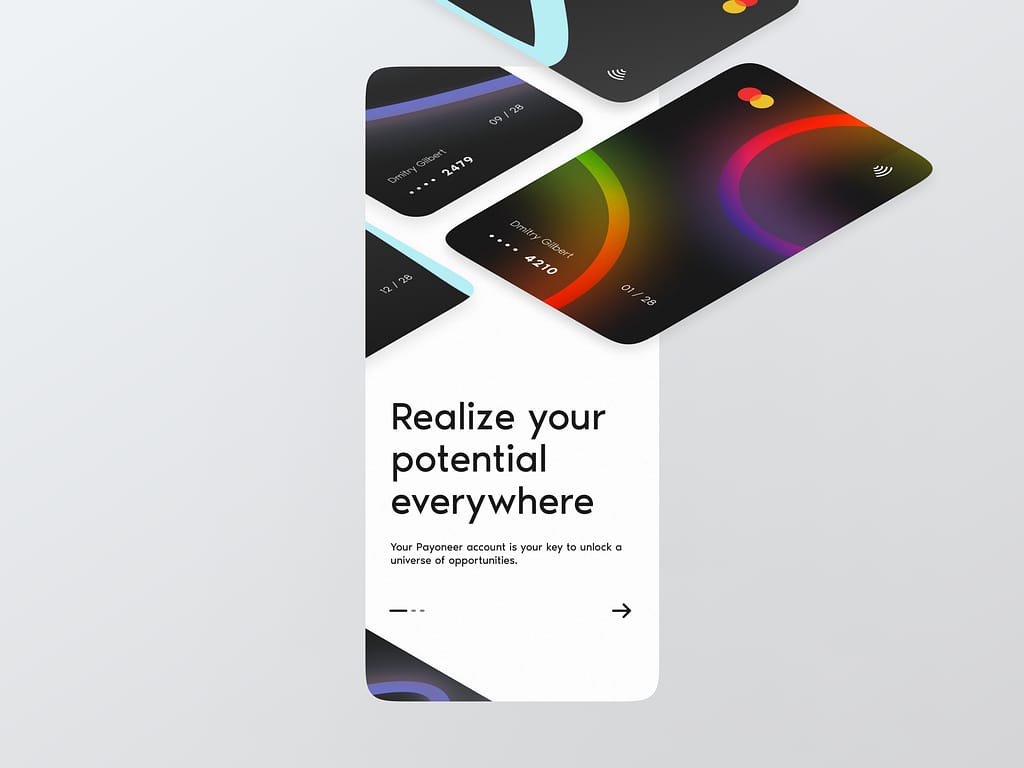 09 / 28
Dmitry Gilbert
•••• 2479
Dmitry Gilbert
•••• 4210
01 / 28
12 / 28
Realize your
potential
everywhere
Your Payoneer account is your key to unlock a
universe of opportunities.